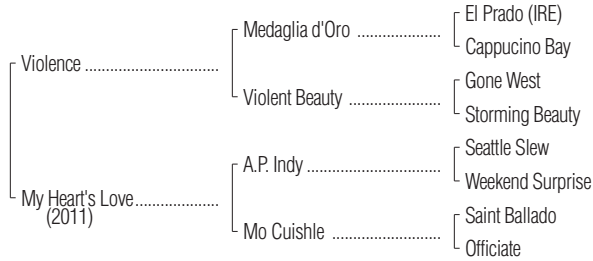 El Prado (IRE)
Medaglia d'Oro ....................
Cappucino Bay
Violence ................................
Gone West
Violent Beauty ......................
Storming Beauty
Seattle Slew
A.P. Indy ................................
Weekend Surprise
My Heart's Love ....................
(2011)
Saint Ballado
Mo Cuishle ..........................
Officiate